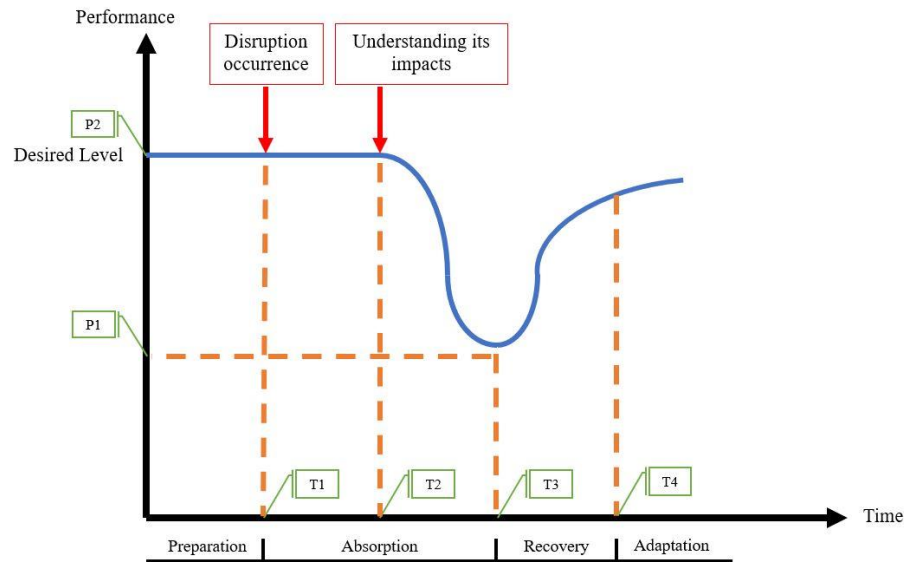 Performance
Disruption
occurrence
Understanding its
impacts
P2
Desired Level
P1
T1
T2
T3
T4
Time
Preparation
Absorption
Recovery
Adaptation